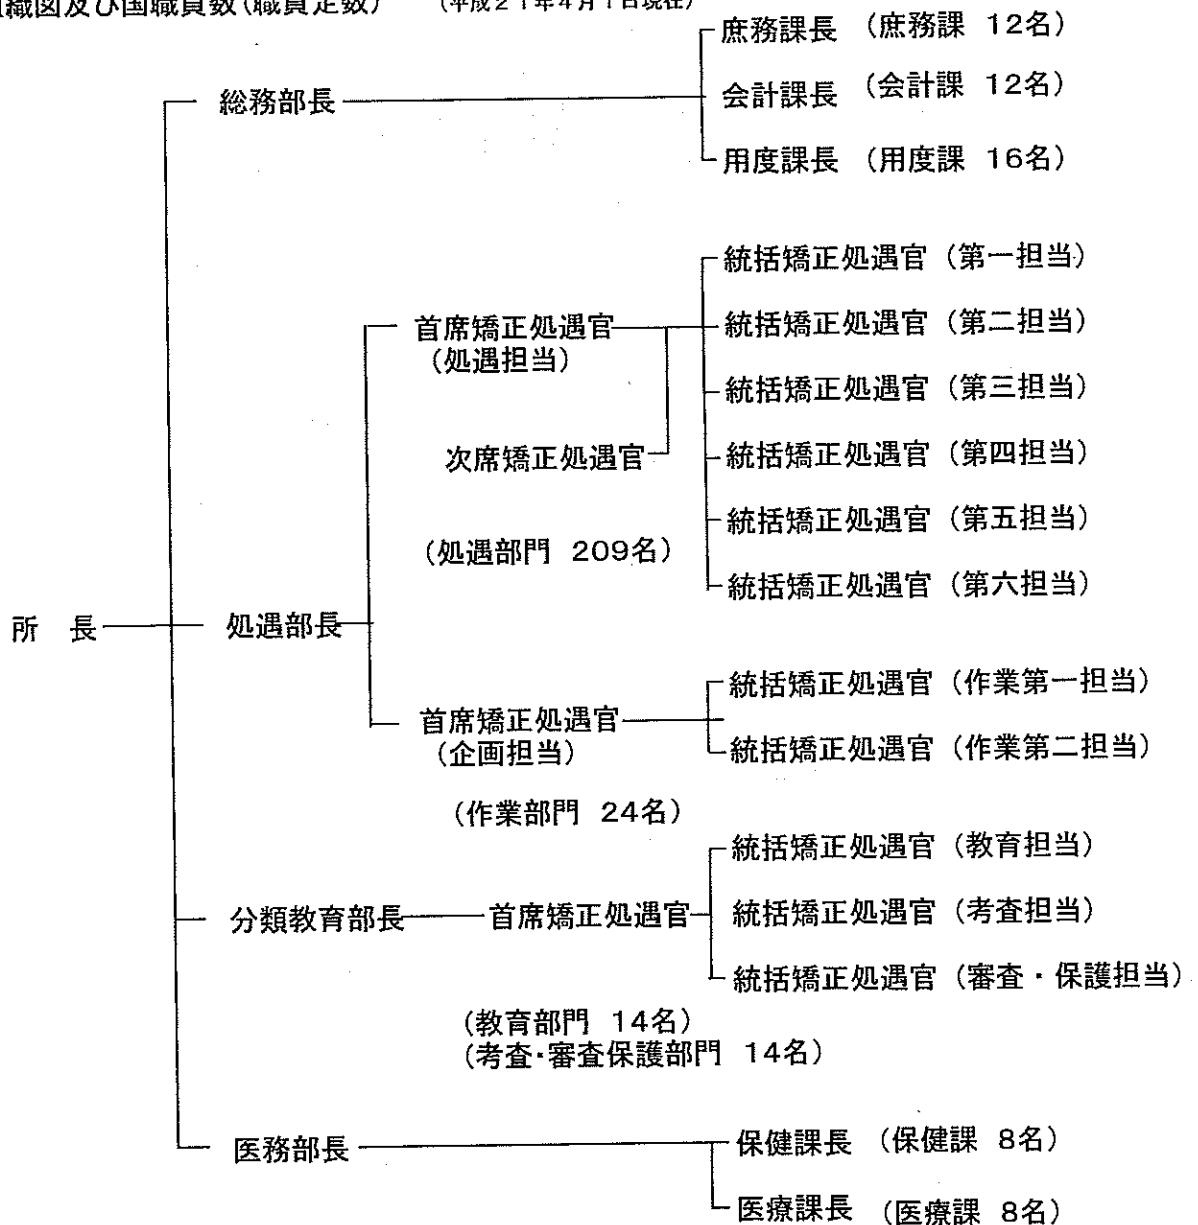 組織図及び国職員数(職員定数) (平成21年4月1日現在)
庶務課長 (庶務課 12名)
総務部長
会計課長 (会計課 12名)
用度課長 (用度課 16名)
統括矯正処遇官 (第一担当)
首席矯正処遇官
(処遇担当)
統括矯正処遇官 (第二担当)
統括矯正処遇官 (第三担当)
次席矯正処遇官
統括矯正処遇官 (第四担当)
統括矯正処遇官 (第五担当)
(処遇部門 209名)
統括矯正処遇官 (第六担当)
所 長
処遇部長
統括矯正処遇官 (作業第一担当)
首席矯正処遇官
(企画担当)
統括矯正処遇官 (作業第二担当)
(作業部門 24名)
統括矯正処遇官 (教育担当)
分類教育部長
首席矯正処遇官
統括矯正処遇官 (考査担当)
統括矯正処遇官 (審査・保護担当)
(教育部門 14名)
(考査・審査保護部門 14名)
医務部長
保健課長 (保健課 8名)
医療課長 (医療課 8名)